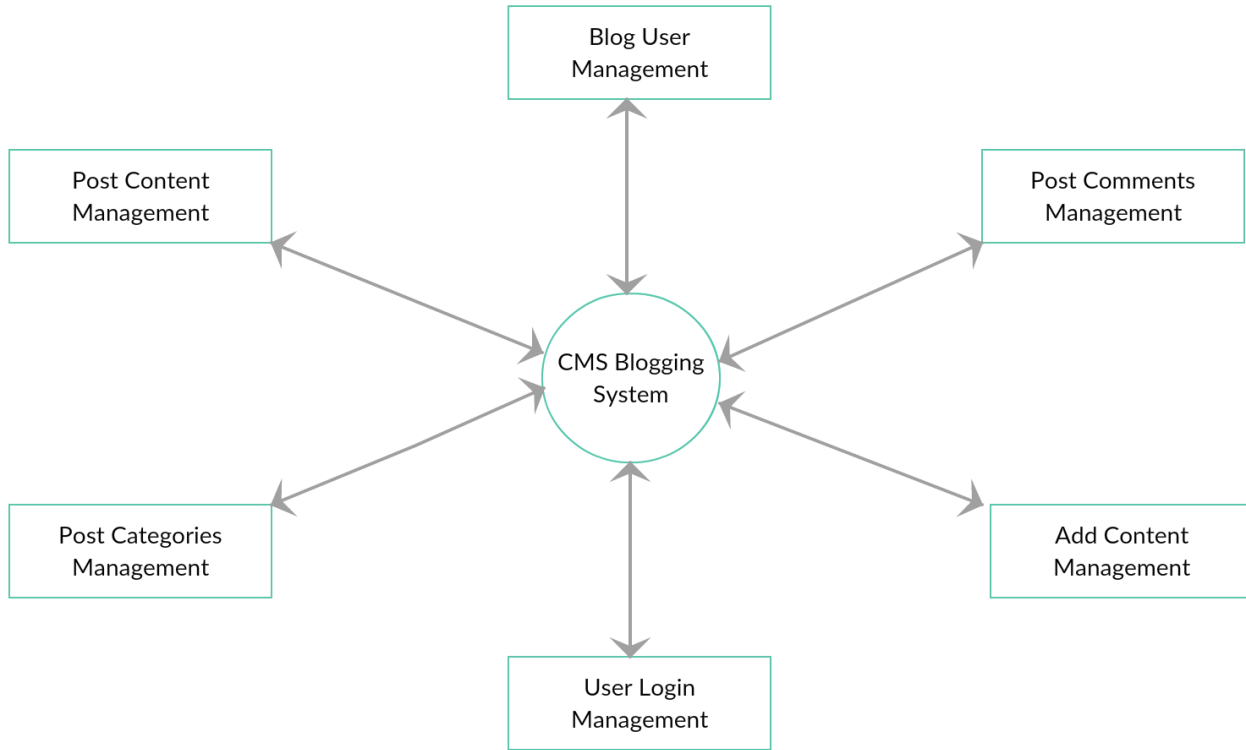 Blog User
Management
Post Content
Management
Post Comments
Management
CMS Blogging
System
Post Categories
Management
Add Content
Management
User Login
Management